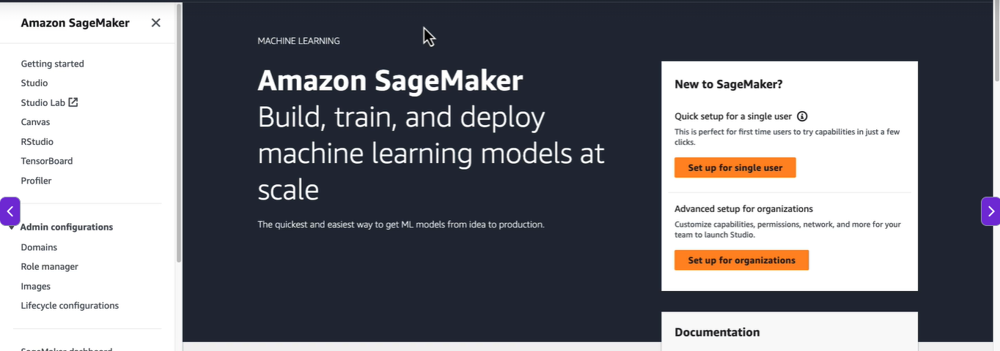 Amazon SageMaker
Getting started
Studio
Studio Lab
Canvas
RStudio
TensorBoard
Profiler
Admin configurations
Domains
Role manager
Images
Lifecycle configurations
SageMaker dashboard
MACHINE LEARNING
Amazon SageMaker
Build, train, and deploy
machine learning models at
scale
The quickest and easiest way to get ML models from idea to production.
New to SageMaker?
Quick setup for a single user
This is perfect for first time users to try capabilities in just a few
clicks.
Set up for single user
Advanced setup for organizations
Customize capabilities, permissions, network, and more for your
team to launch Studio.
Set up for organizations
Documentation